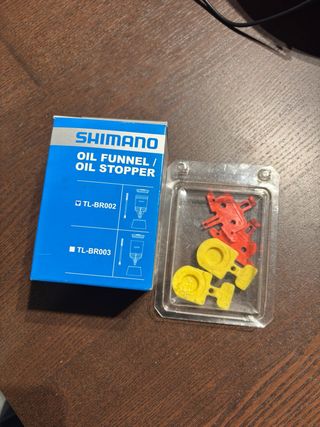 SHIMANO
OIL FUNNEL /
OIL STOPPER
TL-BR002
TL-BR003